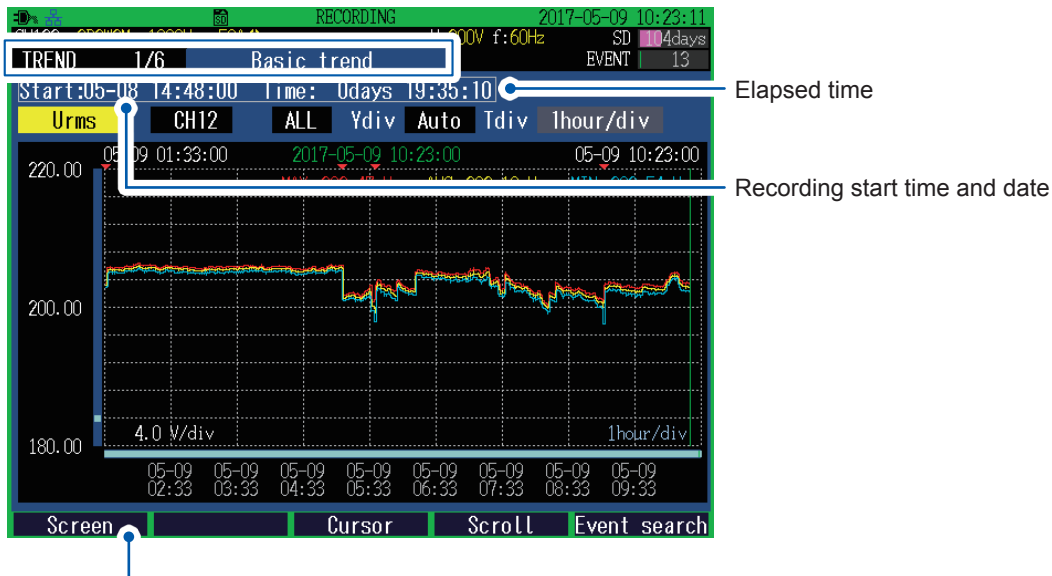 SD RECORDING 2017-05-09 10:23:11
f:60Hz SD 104days
TREND 1/6 Basic trend EVENT 13
Start:05-08 14:48:00 Time: 0days 19:35:10
Elapsed time
Urms CH12 ALL Ydiv Auto Tdiv 1hour/div
05-09 01:33:00 2017-05-09 10:23:00 05-09 10:23:00
220.00
Recording start time and date
200.00
180.00
4.0 V/div 1hour/div
05-09 05-09 05-09 05-09 05-09 05-09 05-09 05-09
02:33 03:33 04:33 05:33 06:33 07:33 08:33 09:33
Screen Cursor Scroll Event search